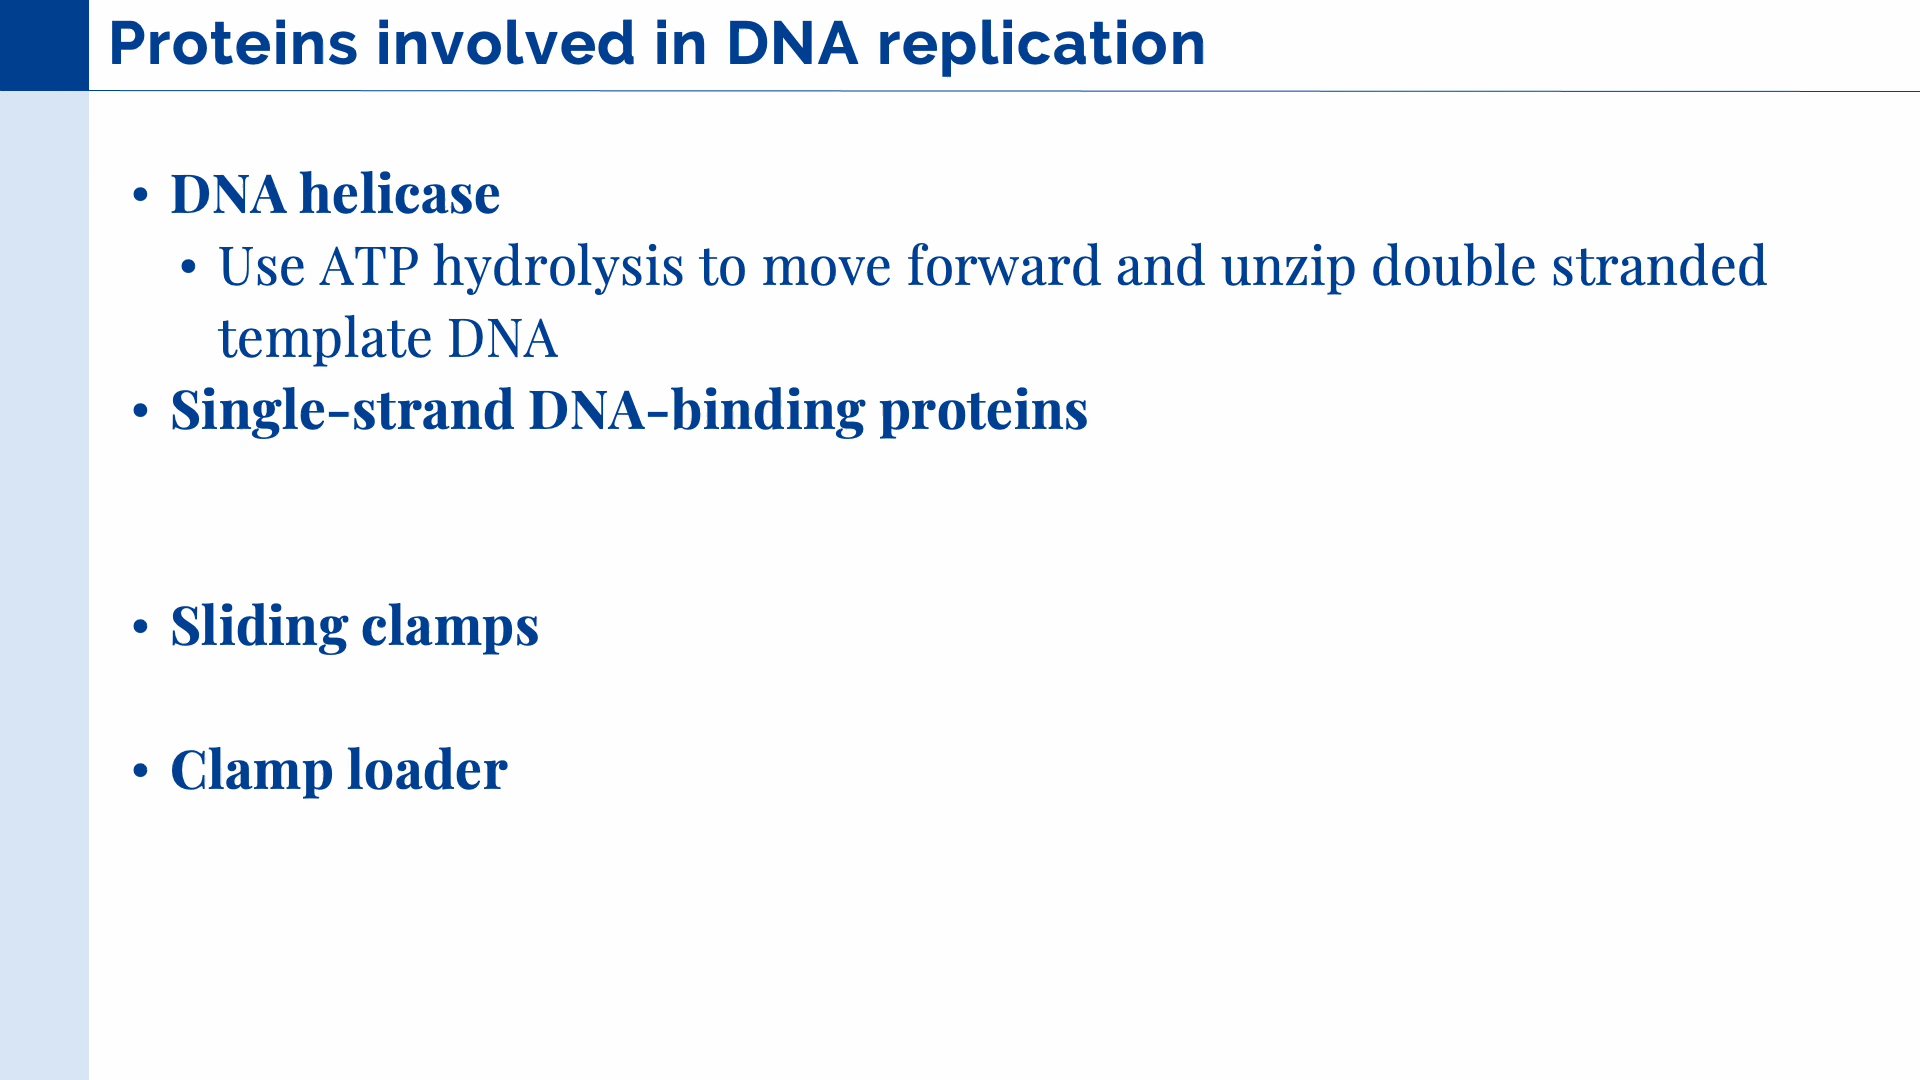 Proteins involved in DNA replication
• DNA helicase
• Use ATP hydrolysis to move forward and unzip double stranded
template DNA
• Single-strand DNA-binding proteins
• Sliding clamps
• Clamp loader